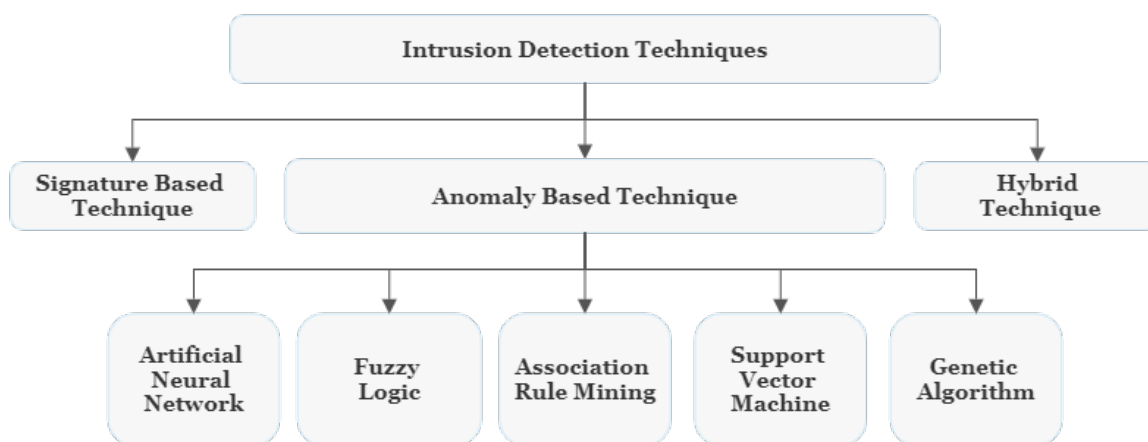 Intrusion Detection Techniques
Signature Based
Technique
Anomaly Based Technique
Hybrid
Technique
Artificial
Neural
Network
Fuzzy
Logic
Association
Rule Mining
Support
Vector
Machine
Genetic
Algorithm